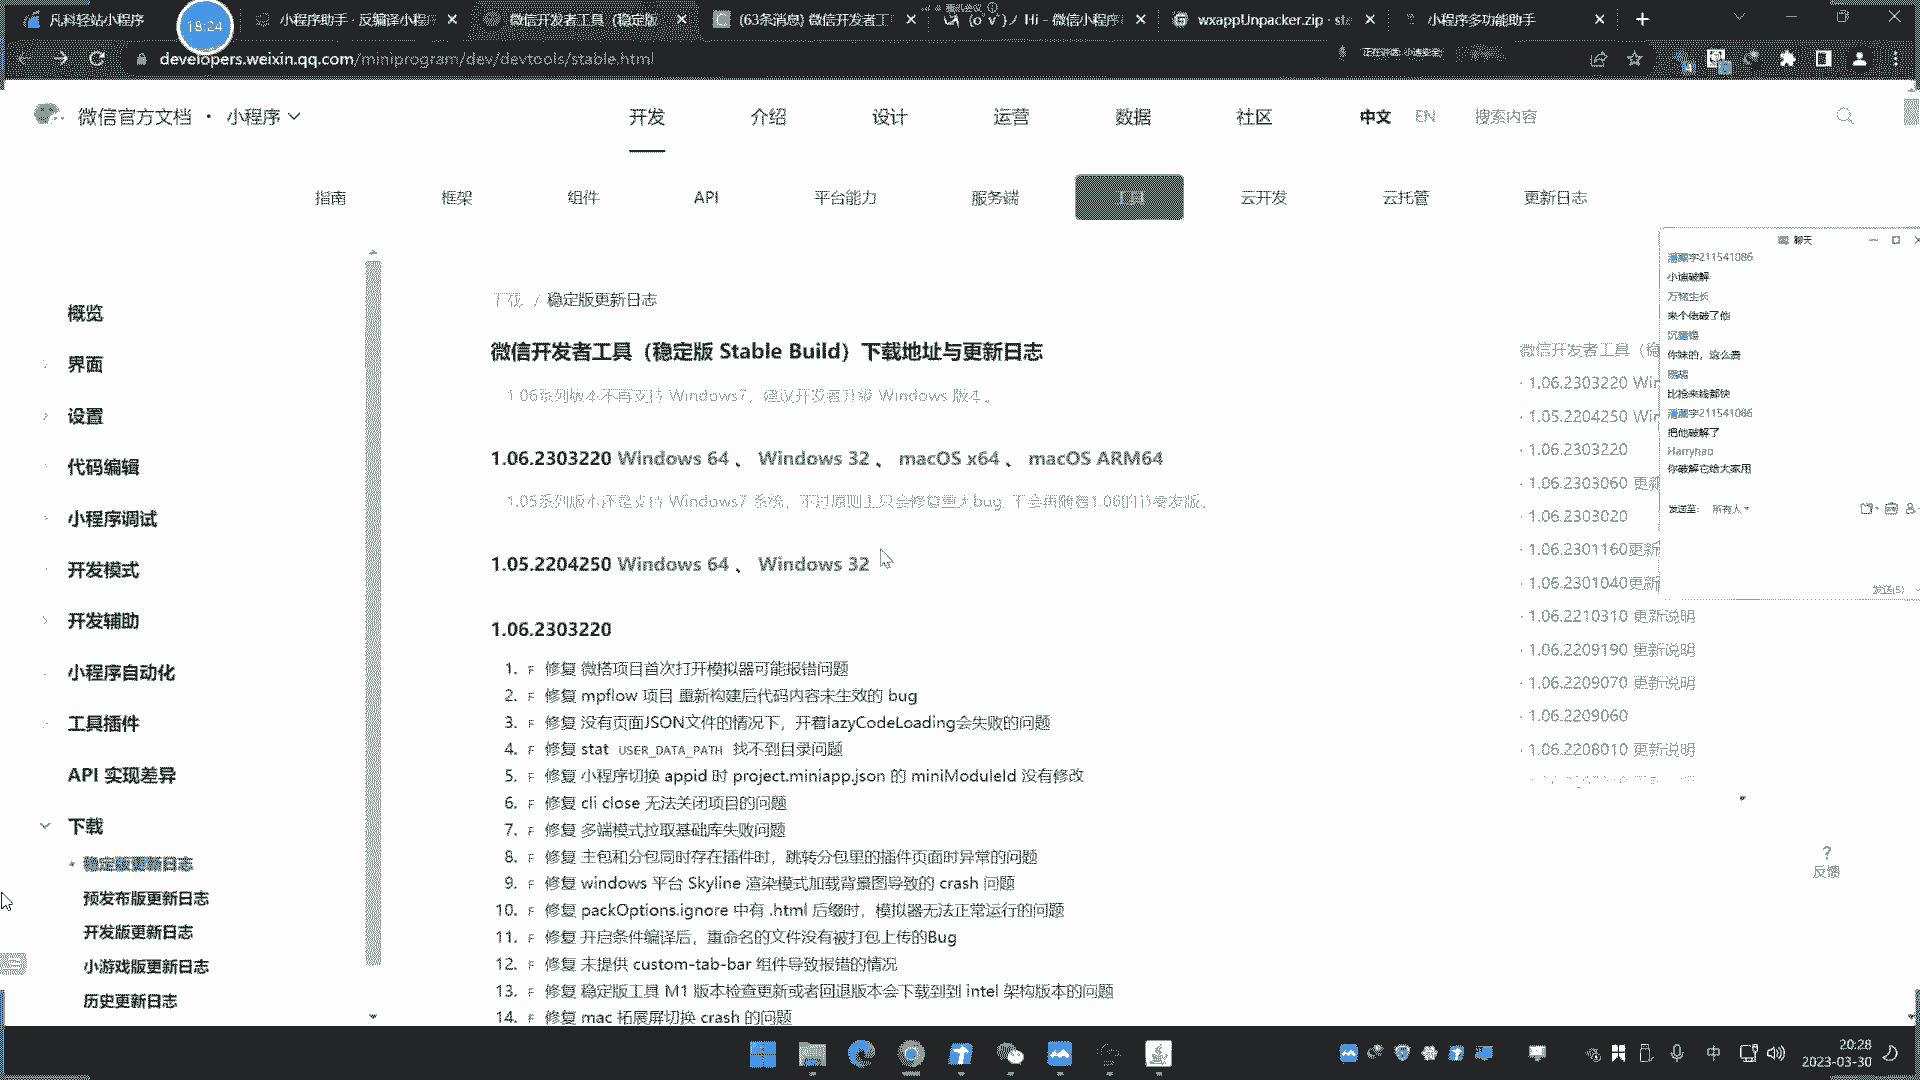 凡科轻站小程序
18:24
小程序助手 · 反编译小程序
微信开发者工具（稳定版
(63条消息) 微信开发者工
(o´v`)ノ Hi - 微信小程序
wxappUnpacker.zip · ste
小程序多功能助手
developers.weixin.qq.com/miniprogram/dev/devtools/stable.html
微信官方文档 · 小程序
开发
介绍
设计
运营
数据
社区
中文
EN
搜索内容
指南
框架
组件
API
平台能力
服务端
工具
云开发
云托管
更新日志
概览
界面
设置
代码编辑
小程序调试
开发模式
开发辅助
小程序自动化
工具插件
API 实现差异
下载
稳定版更新日志
预发布版更新日志
开发版更新日志
小游戏版更新日志
历史更新日志
下载 / 稳定版更新日志
微信开发者工具（稳定版 Stable Build）下载地址与更新日志
1.06系列版本不再支持 Windows7，建议开发者升级 Windows 版本。
1.06.2303220 Windows 64 、 Windows 32 、 macOS x64 、 macOS ARM64
1.05系列版本还是支持 Windows7 系统，不过原则上只会修复重大bug, 不会再随着1.06的节奏发版。
1.05.2204250 Windows 64 、 Windows 32
1.06.2303220
1. F 修复 微搭项目首次打开模拟器可能报错问题
2. F 修复 mpflow 项目 重新构建后代码内容未生效的 bug
3. F 修复 没有页面JSON文件的情况下，开着lazyCodeLoading会失败的问题
4. F 修复 stat USER_DATA_PATH 找不到目录问题
5. F 修复 小程序切换 appid 时 project.miniapp.json 的 miniModuleId 没有修改
6. F 修复 cli close 无法关闭项目的问题
7. F 修复 多端模式拉取基础库失败问题
8. F 修复 主包和分包同时存在插件时，跳转分包里的插件页面时异常的问题
9. F 修复 windows 平台 Skyline 渲染模式加载背景图导致的 crash 问题
10. F 修复 packOptions.ignore 中有 .html 后缀时，模拟器无法正常运行的问题
11. F 修复 开启条件编译后，重命名的文件没有被打包上传的Bug
12. F 修复 未提供 custom-tab-bar 组件导致报错的情况
13. F 修复 稳定版工具 M1 版本检查更新或者回退版本会下载到到 intel 架构版本的问题
14. F 修复 mac 拓展屏切换 crash 的问题
微信开发者工具（稳
· 1.06.2303220 Win
· 1.05.2204250 Win
· 1.06.2303220
· 1.06.2303060 更新
· 1.06.2303020
· 1.06.2301160更新
· 1.06.2301040更新
· 1.06.2210310 更新说明
· 1.06.2209190 更新说明
· 1.06.2209070 更新说明
· 1.06.2209060
· 1.06.2208010 更新说明
聊天
211541086
小迪破解
万物生长
来个佬破了他
你妹的，这么贵
比抢来钱都快
211541086
把他破解了
Harryhao
你破解它给大家用
发送至: 所有人
发送(S)
?
反馈
中
20:28
2023-03-30